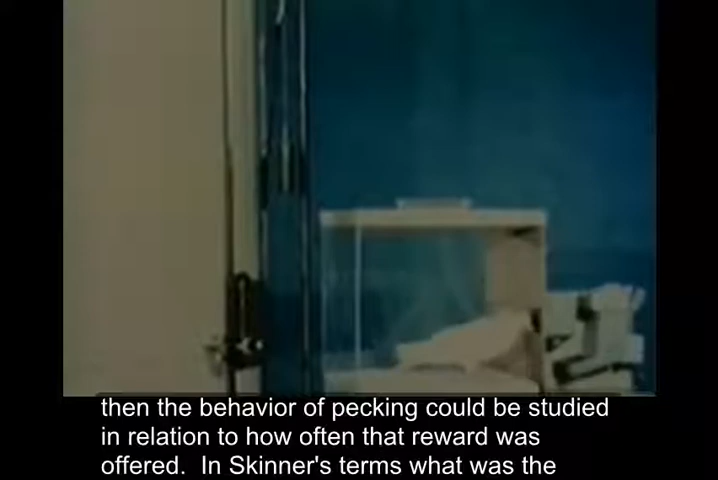 then the behavior of pecking could be studied
in relation to how often that reward was
offered.  In Skinner's terms what was the